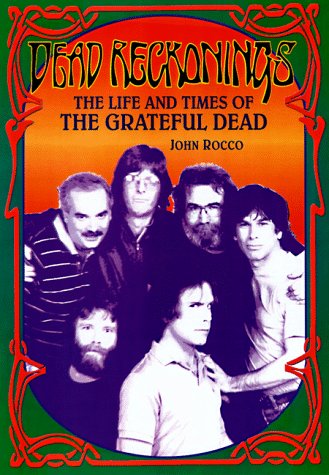 DEAD RECKONINGS
THE LIFE AND TIMES OF
THE GRATEFUL DEAD
JOHN ROCCO